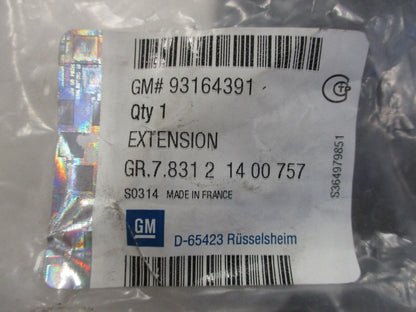 GM# 93164391
Qty 1
EXTENSION
GR.7.831 2 14 00 757
S0314 MADE IN FRANCE
GM
D-65423 Rüsselsheim
S364979851